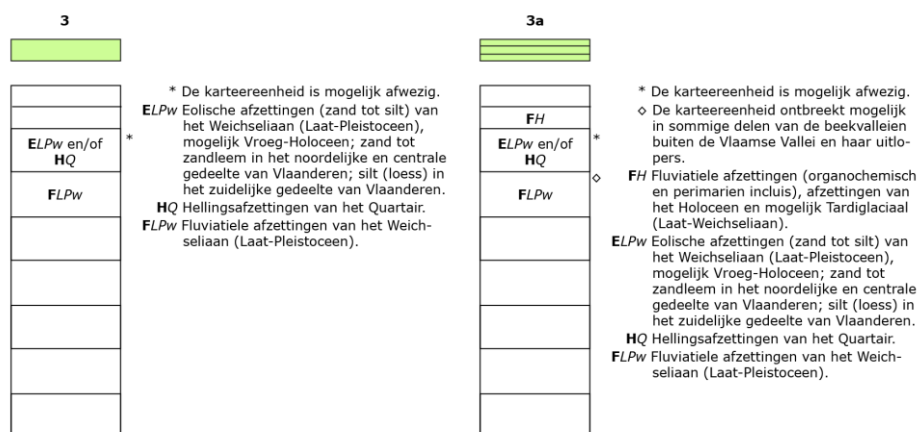 3
ELPw en/of
HQ
*
FLPw
* De karteereenheid is mogelijk afwezig.
ELPw Eolische afzettingen (zand tot silt) van
het Weichseliaan (Laat-Pleistoceen),
mogelijk Vroeg-Holoceen; zand tot
zandleem in het noordelijke en centrale
gedeelte van Vlaanderen; silt (loess) in
het zuidelijke gedeelte van Vlaanderen.
HQ Hellingsafzettingen van het Quartair.
FLPw Fluviatiele afzettingen van het Weich-
seliaan (Laat-Pleistoceen).
3a
FH
ELPw en/of
HQ
*
FLPw
◇
* De karteereenheid is mogelijk afwezig.
◇ De karteereenheid ontbreekt mogelijk
in sommige delen van de beekvalleien
buiten de Vlaamse Vallei en haar uitlo-
pers.
FH Fluviatiele afzettingen (organochemisch
en perimarien incluis), afzettingen van
het Holoceen en mogelijk Tardiglaciaal
(Laat-Weichseliaan).
ELPw Eolische afzettingen (zand tot silt) van
het Weichseliaan (Laat-Pleistoceen),
mogelijk Vroeg-Holoceen; zand tot
zandleem in het noordelijke en centrale
gedeelte van Vlaanderen; silt (loess) in
het zuidelijke gedeelte van Vlaanderen.
HQ Hellingsafzettingen van het Quartair.
FLPw Fluviatiele afzettingen van het Weich-
seliaan (Laat-Pleistoceen).